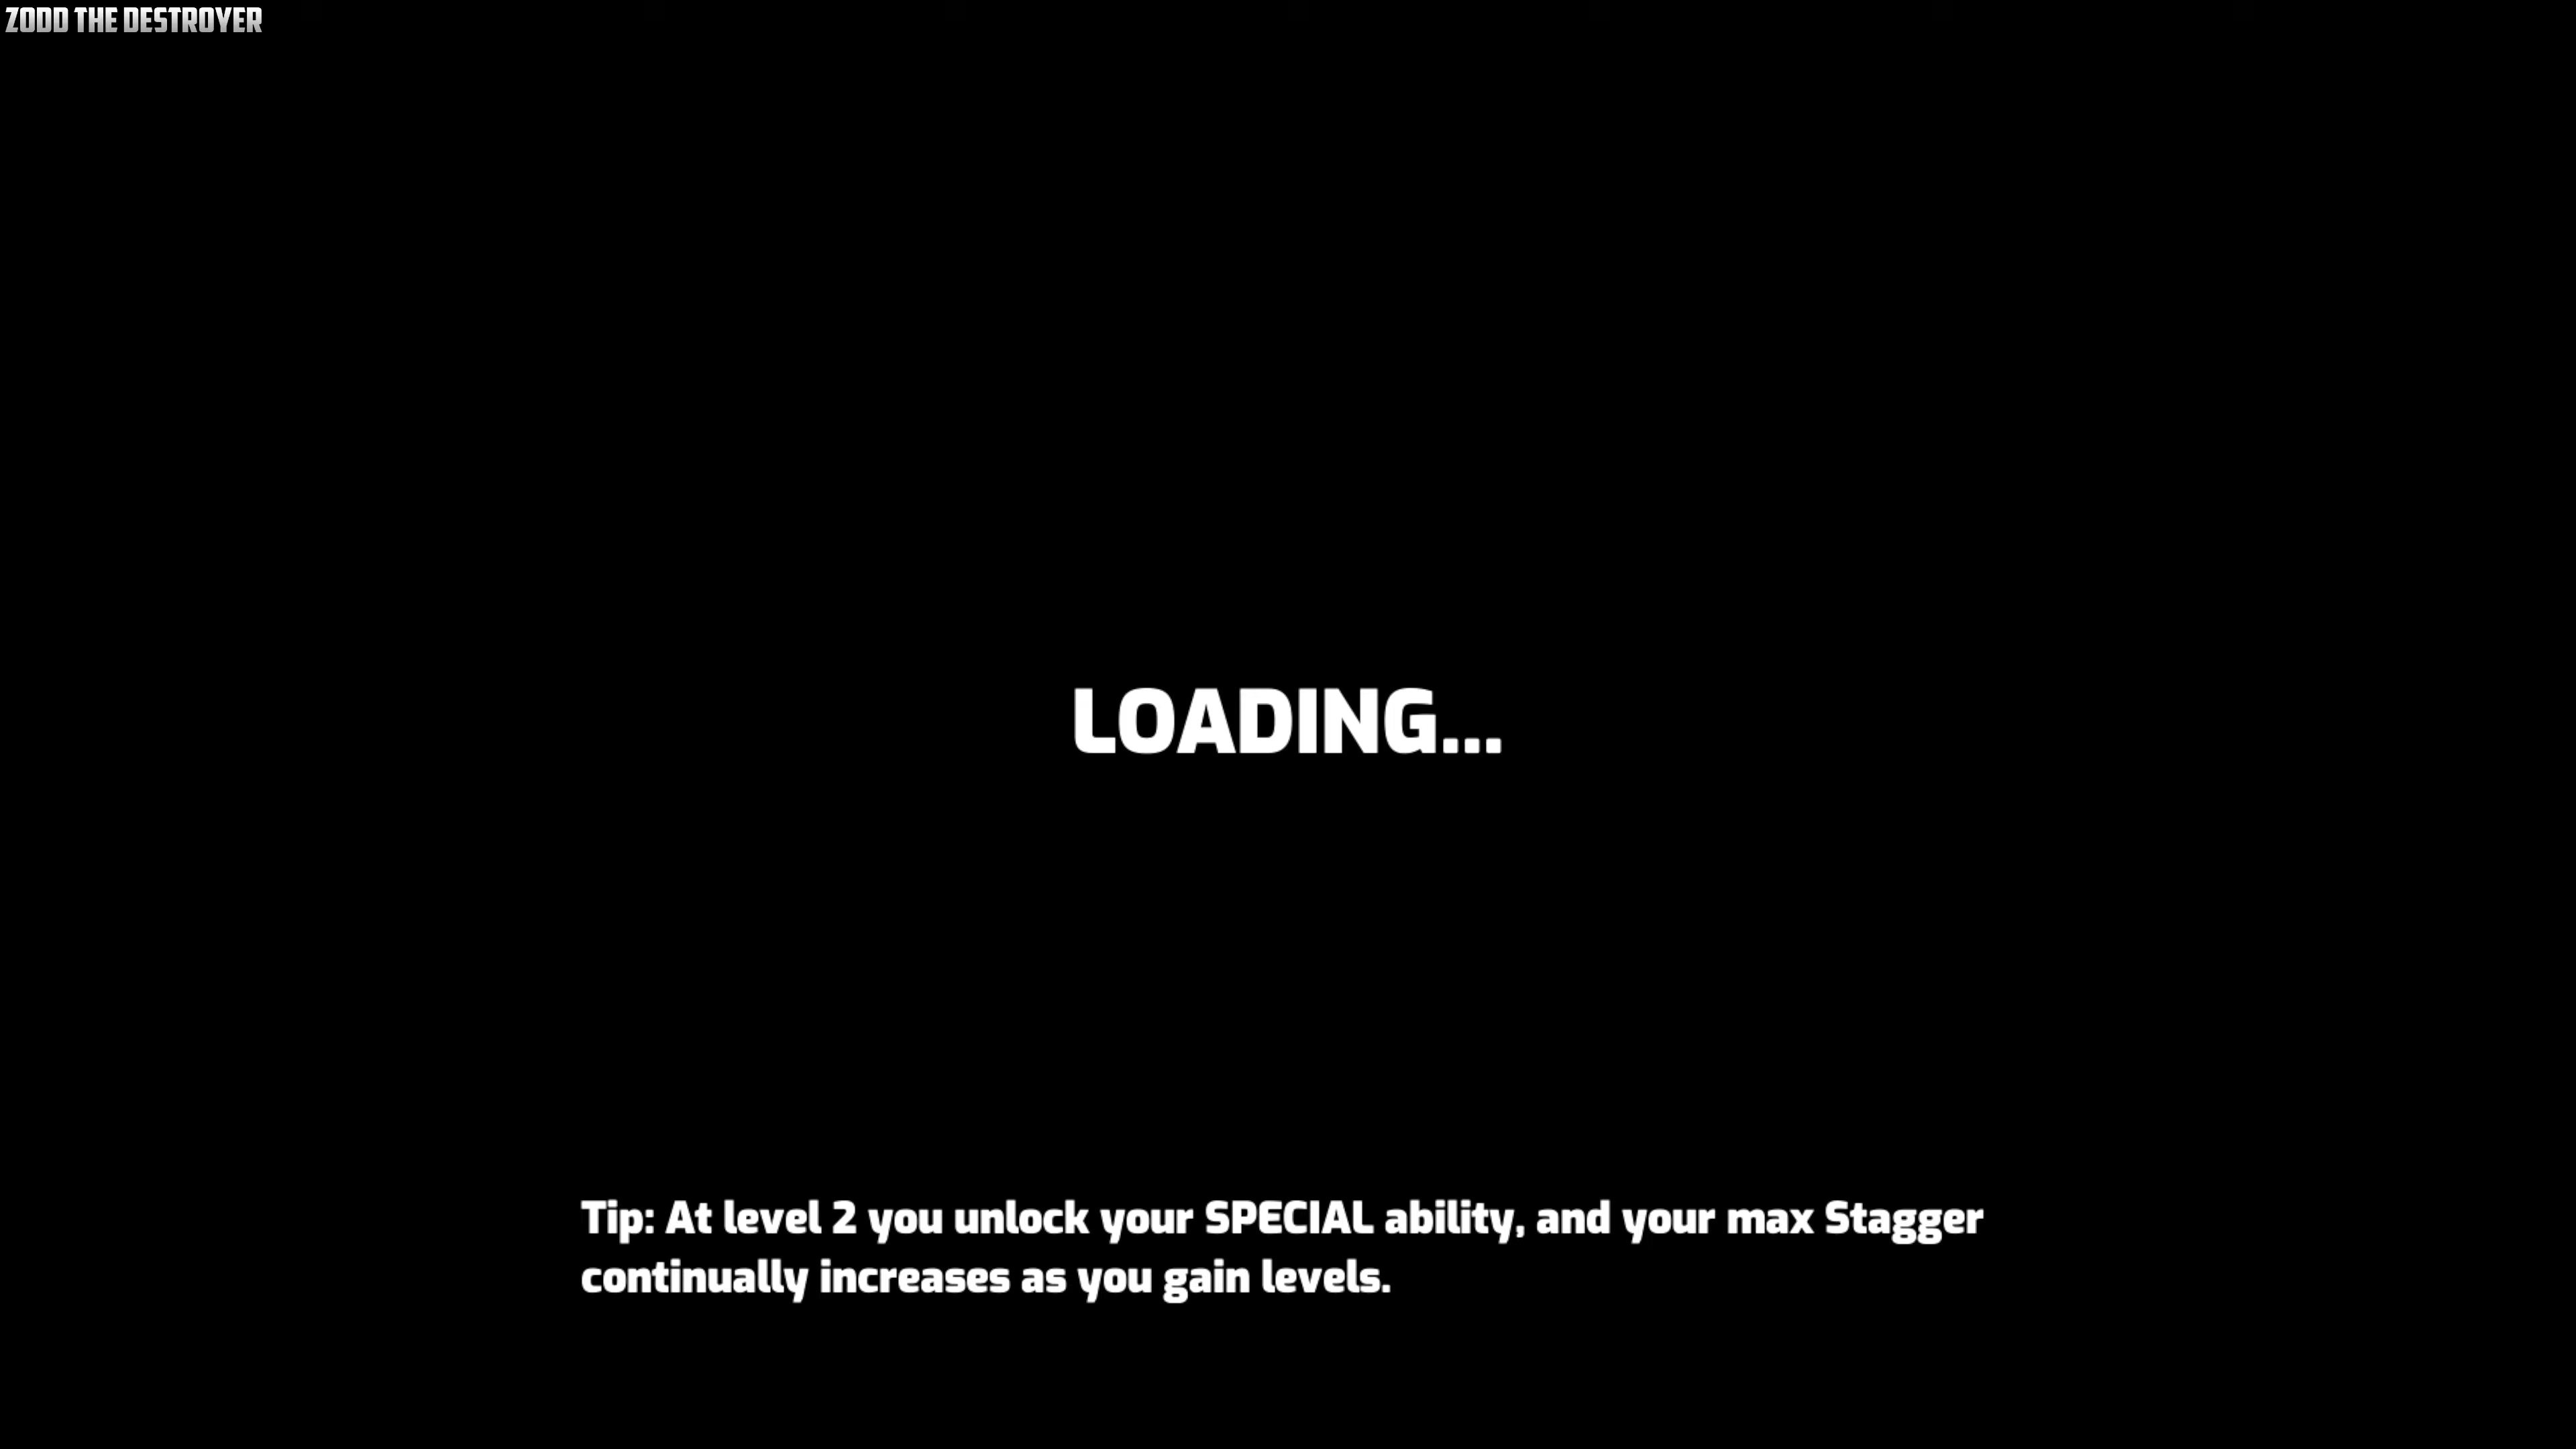 ZODD THE DESTROYER
LOADING...
Tip: At level 2 you unlock your SPECIAL ability, and your max Stagger
continually increases as you gain levels.